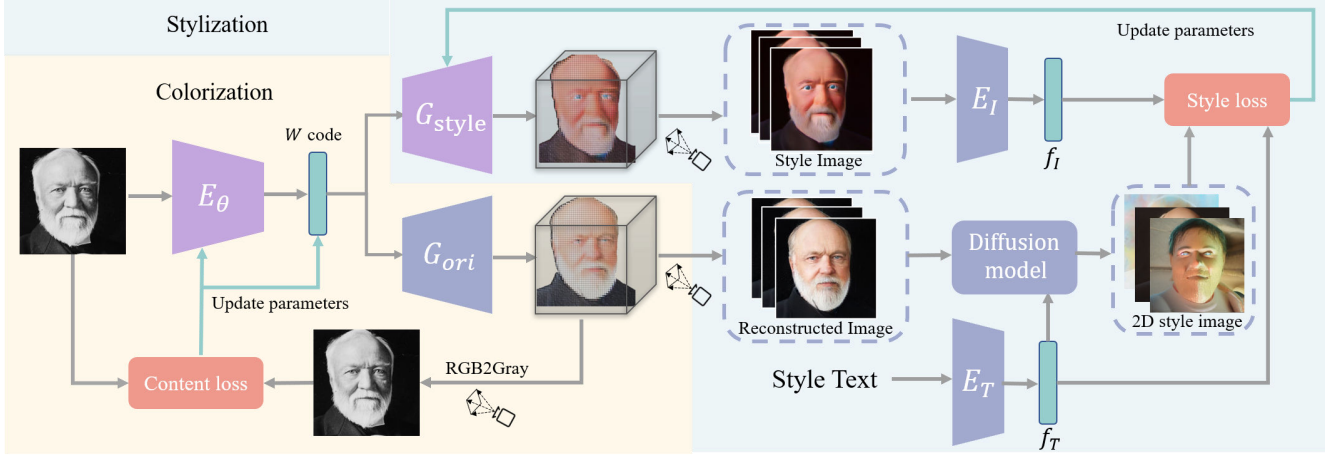 Stylization
Update parameters
Colorization
W code
G_style
E_I
Style loss
Style Image
f_I
E_θ
G_ori
Diffusion
model
Update parameters
Reconstructed Image
2D style image
RGB2Gray
Content loss
Style Text
E_T
f_T